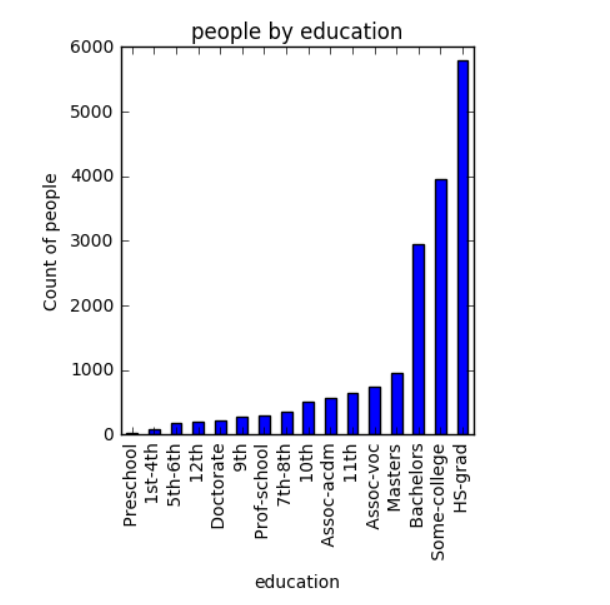 people by education
6000
5000
4000
3000
2000
1000
0
Count of people
Preschool
1st-4th
5th-6th
12th
Doctorate
9th
Prof-school
7th-8th
10th
Assoc-acdm
11th
Assoc-voc
Masters
Bachelors
Some-college
HS-grad
education